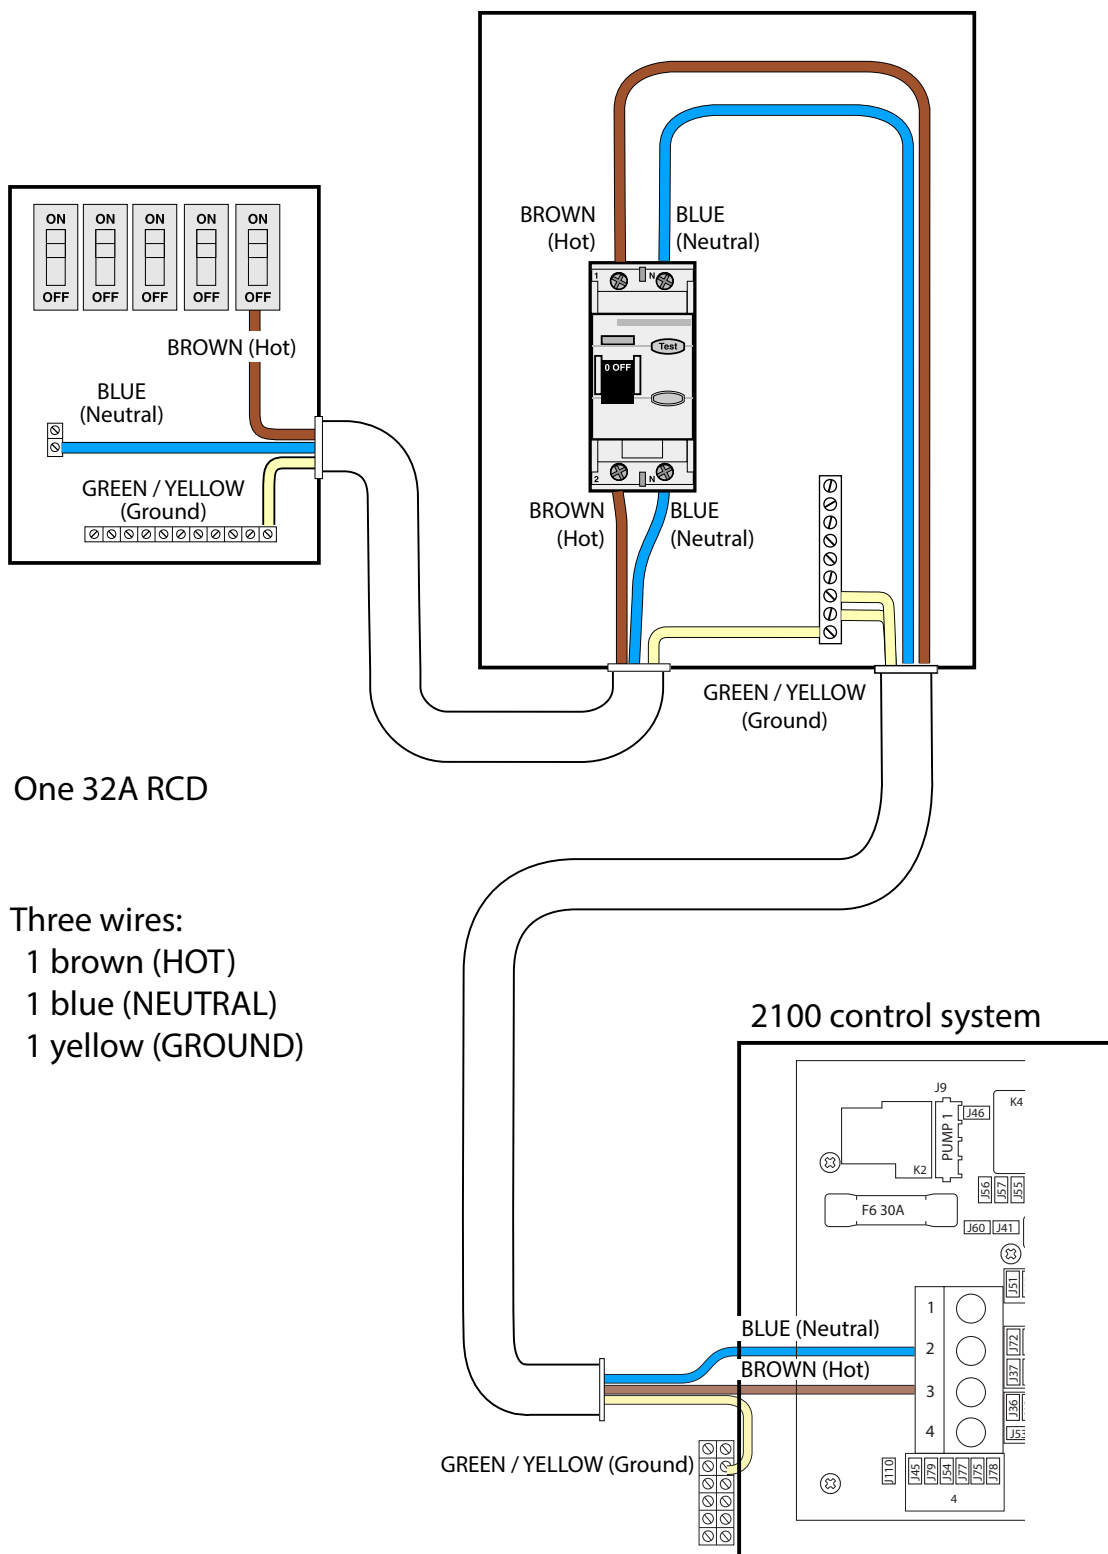 BROWN
(Hot)
BLUE
(Neutral)
ON ON ON ON ON
OFF OFF OFF OFF OFF
1 N
Test
0 OFF
2 N
BROWN (Hot)
BLUE
(Neutral)
GREEN / YELLOW
(Ground)
BROWN
(Hot)
BLUE
(Neutral)
GREEN / YELLOW
(Ground)
One 32A RCD
Three wires:
1 brown (HOT)
1 blue (NEUTRAL)
1 yellow (GROUND)
2100 control system
J9
K4
J46
PUMP 1
K2
J56
J57
J55
F6 30A
J60 J41
J51
1
BLUE (Neutral)
2
J72
BROWN (Hot)
J37
3
J36
4
J53
GREEN / YELLOW (Ground)
J110
J45
J79
J54
J77
J75
J78
4